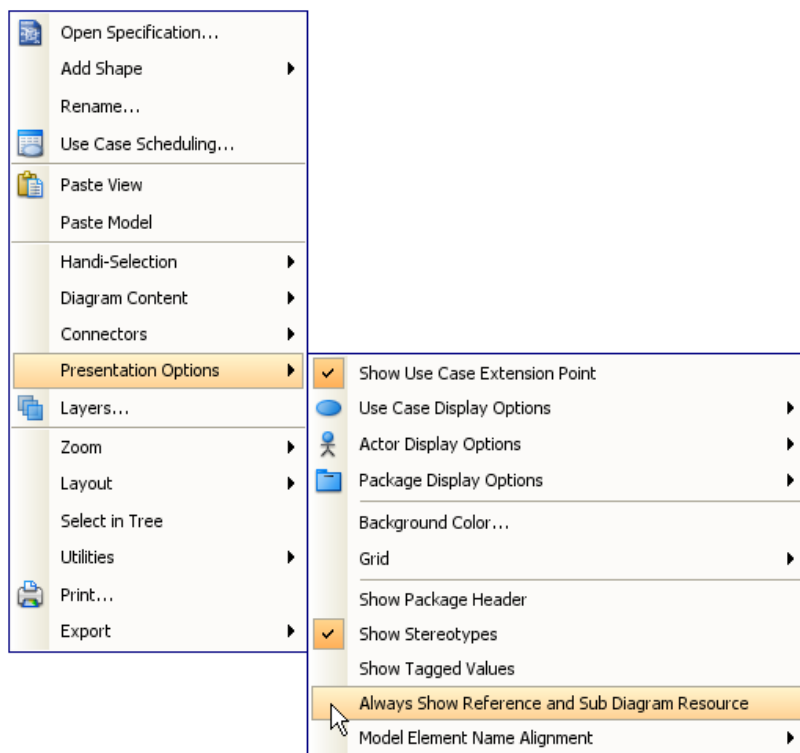 Open Specification...
Add Shape
Rename...
Use Case Scheduling...
Paste View
Paste Model
Handi-Selection
Diagram Content
Connectors
Presentation Options
Layers...
Zoom
Layout
Select in Tree
Utilities
Print...
Export
Show Use Case Extension Point
Use Case Display Options
Actor Display Options
Package Display Options
Background Color...
Grid
Show Package Header
Show Stereotypes
Show Tagged Values
Always Show Reference and Sub Diagram Resource
Model Element Name Alignment